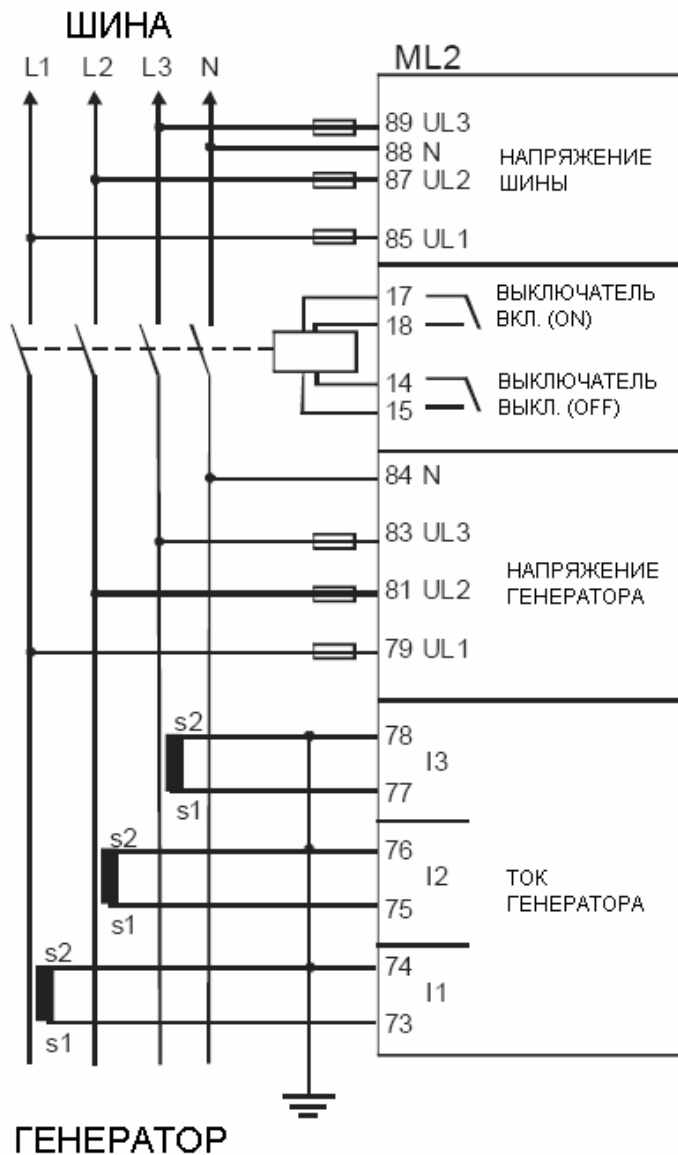 ШИНА
L1 L2 L3 N
ML2
89 UL3
88 N
87 UL2
НАПРЯЖЕНИЕ
ШИНЫ
85 UL1
17
18
ВЫКЛЮЧАТЕЛЬ
ВКЛ. (ON)
14
15
ВЫКЛЮЧАТЕЛЬ
ВЫКЛ. (OFF)
84 N
83 UL3
81 UL2
НАПРЯЖЕНИЕ
ГЕНЕРАТОРА
79 UL1
s2
78
I3
77
s1
s2
76
I2
75
s1
ТОК
ГЕНЕРАТОРА
s2
74
I1
73
s1
ГЕНЕРАТОР